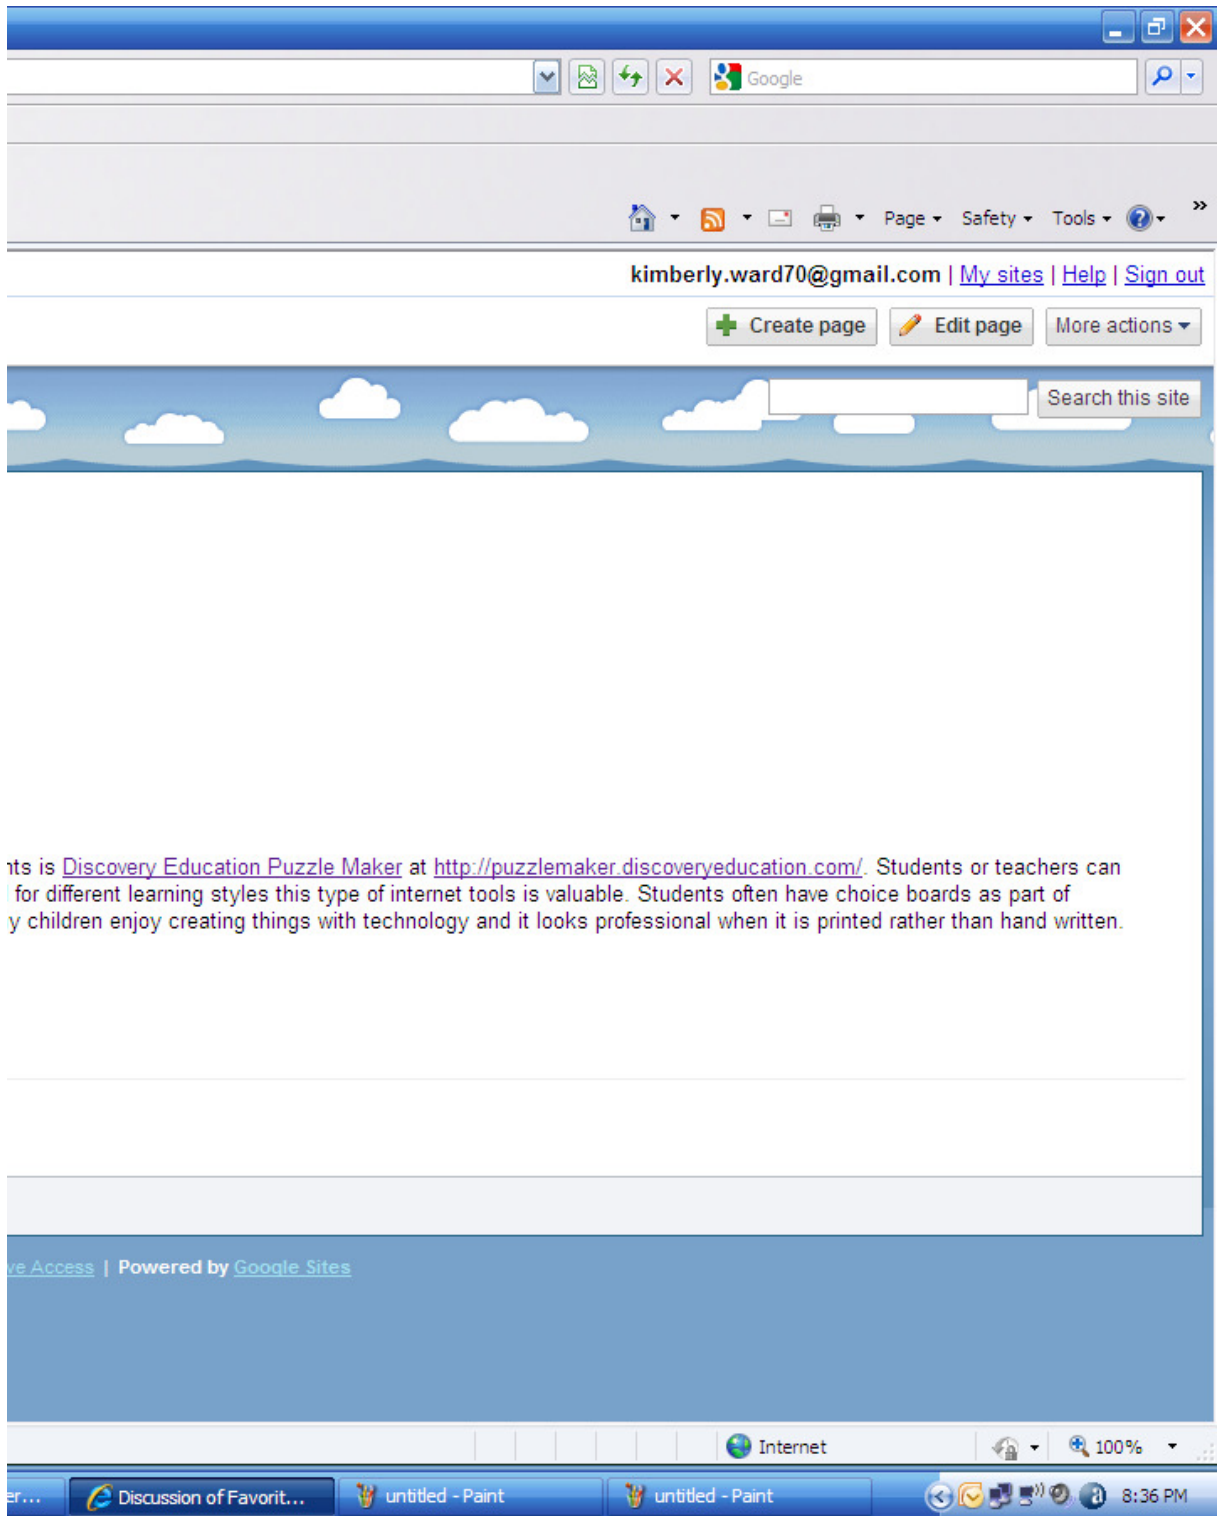 Google
Page Safety Tools »
kimberly.ward70@gmail.com | My sites | Help | Sign out
Create page Edit page More actions
Search this site
nts is Discovery Education Puzzle Maker at http://puzzlemaker.discoveryeducation.com/. Students or teachers can
for different learning styles this type of internet tools is valuable. Students often have choice boards as part of
y children enjoy creating things with technology and it looks professional when it is printed rather than hand written.
ve Access | Powered by Google Sites
Internet 100%
er... Discussion of Favorit... untitled - Paint untitled - Paint 8:36 PM